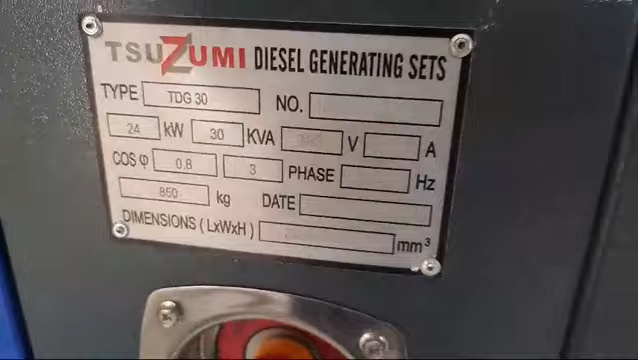 TSUZUMI DIESEL GENERATING SETS
TYPE TDG 30 NO.
24 kW 30 KVA V A
COS φ 0.8 3 PHASE Hz
850 kg DATE
DIMENSIONS ( LxWxH ) mm³